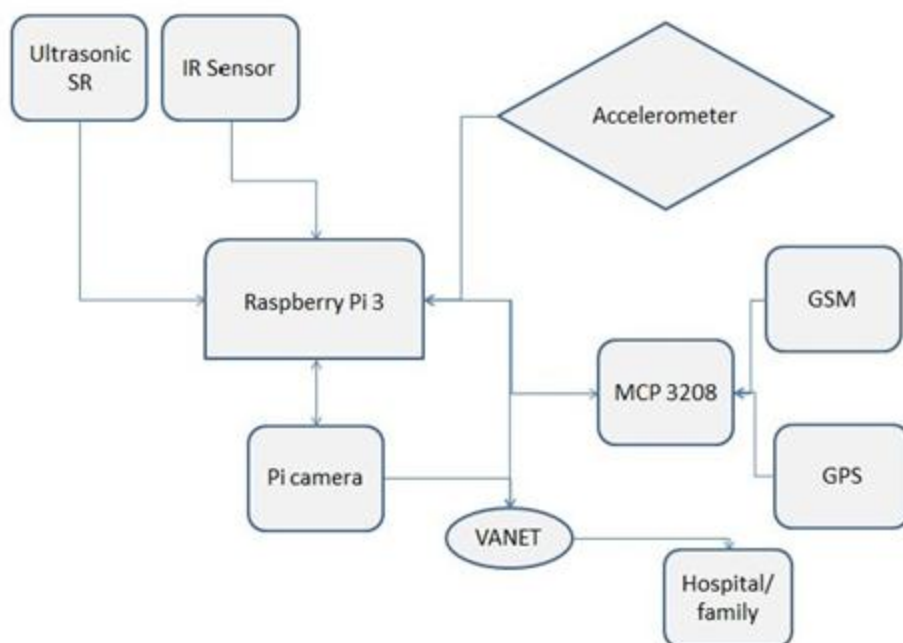 Ultrasonic
SR
IR Sensor
Accelerometer
Raspberry Pi 3
GSM
MCP 3208
Pi camera
GPS
VANET
Hospital/
family